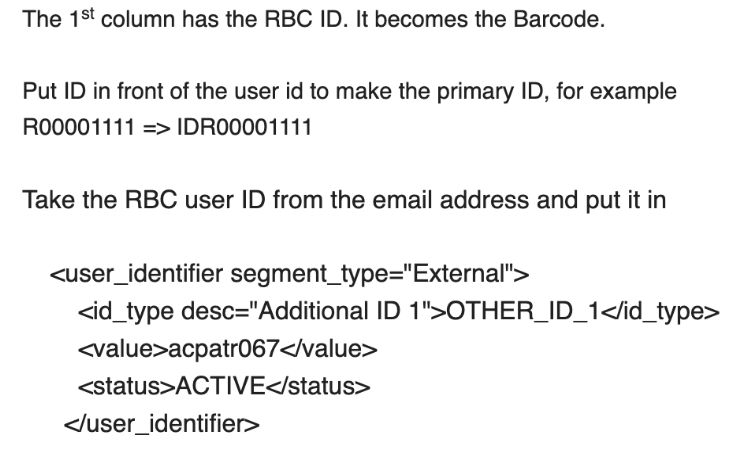 The 1st column has the RBC ID. It becomes the Barcode.
Put ID in front of the user id to make the primary ID, for example
R00001111 => IDR00001111
Take the RBC user ID from the email address and put it in
<user_identifier segment_type="External">
<id_type desc="Additional ID 1">OTHER_ID_1</id_type>
<value>acpatr067</value>
<status>ACTIVE</status>
</user_identifier>